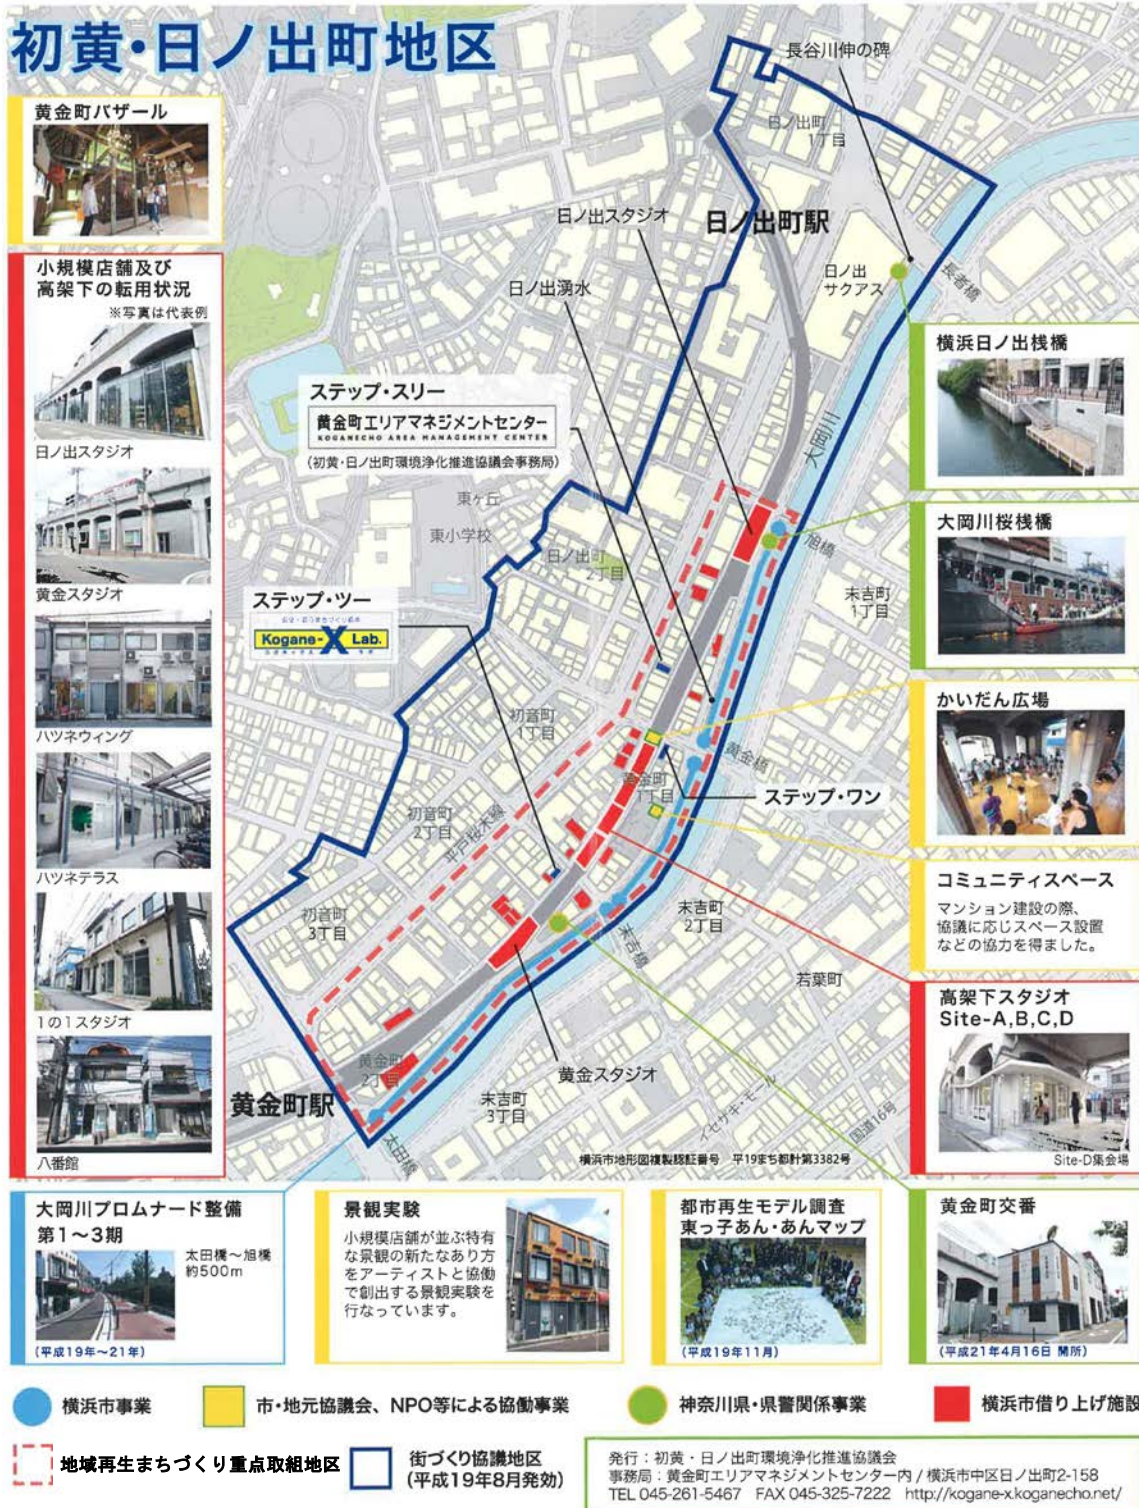 初黄・日ノ出町地区
黄金町バザール
小規模店舗及び
高架下の転用状況
※写真は代表例
日ノ出スタジオ
黄金スタジオ
ハツネウィング
ハツネテラス
1の1スタジオ
八番館
長谷川伸の碑
日ノ出町
1丁目
日ノ出スタジオ
日ノ出町駅
日ノ出湧水
日ノ出
サクアス
長者橋
ステップ・スリー
黄金町エリアマネジメントセンター
KOGANECHO AREA MANAGEMENT CENTER
(初黄・日ノ出町環境浄化推進協議会事務局)
大岡川
東ヶ丘
東小学校
日ノ出町
2丁目
旭橋
末吉町
1丁目
ステップ・ツー
Kogane-X Lab.
初音町
1丁目
黄金橋
黄金町
1丁目
ステップ・ワン
初音町
2丁目
平戸桜木線
初音町
3丁目
末吉町
2丁目
末吉橋
若葉町
黄金スタジオ
黄金町
2丁目
黄金町駅
末吉町
3丁目
太田橋
イセザキ・モール
国道16号
横浜市地形図複製認証番号 平19まち都計第3382号
横浜日ノ出桟橋
大岡川桜桟橋
かいだん広場
コミュニティスペース
マンション建設の際、
協議に応じスペース設置
などの協力を得ました。
高架下スタジオ
Site-A,B,C,D
Site-D集会場
大岡川プロムナード整備
第1～3期
太田橋～旭橋
約500m
(平成19年～21年)
景観実験
小規模店舗が並ぶ特有
な景観の新たなあり方
をアーティストと協働
で創出する景観実験を
行なっています。
都市再生モデル調査
東っ子あん・あんマップ
(平成19年11月)
黄金町交番
(平成21年4月16日 開所)
横浜市事業
市・地元協議会、NPO等による協働事業
神奈川県・県警関係事業
横浜市借り上げ施設
地域再生まちづくり重点取組地区
街づくり協議地区
(平成19年8月発効)
発行：初黄・日ノ出町環境浄化推進協議会
事務局：黄金町エリアマネジメントセンター内 / 横浜市中区日ノ出町2-158
TEL 045-261-5467 FAX 045-325-7222 http://kogane-x.koganecho.net/